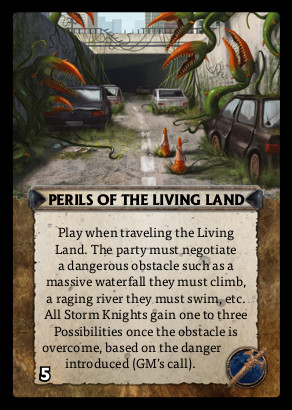 PERILS OF THE LIVING LAND
Play when traveling the Living
Land. The party must negotiate
a dangerous obstacle such as a
massive waterfall they must climb,
a raging river they must swim, etc.
All Storm Knights gain one to three
Possibilities once the obstacle is
overcome, based on the danger
introduced (GM's call).
5